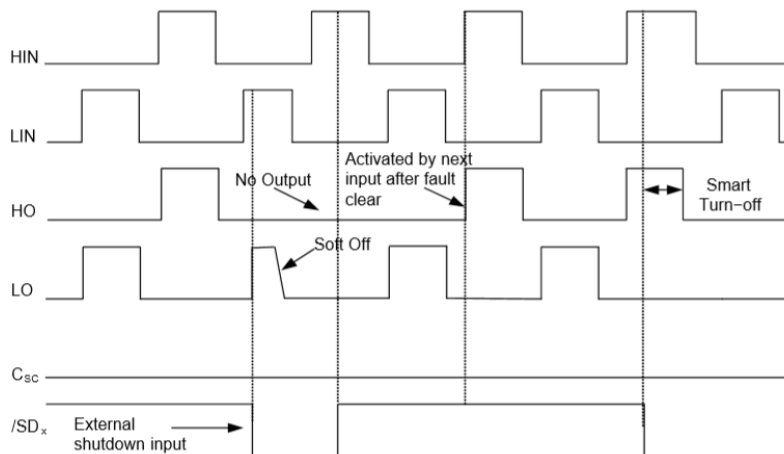 HIN
LIN
Activated by next
input after fault
clear
No Output
HO
Smart
Turn−off
Soft Off
LO
Csc
/SDx
External
shutdown input